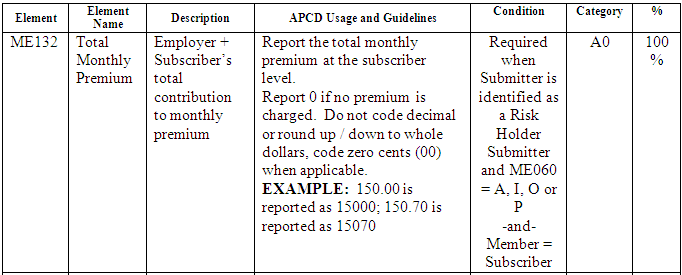 Element
Element Name
Description
APCD Usage and Guidelines
Condition
Category
%
ME132
Total
Monthly
Premium
Employer +
Subscriber's
total
contribution
to monthly
premium
Report the total monthly
premium at the subscriber
level.
Report 0 if no premium is
charged. Do not code decimal
or round up / down to whole
dollars, code zero cents (00)
when applicable.
EXAMPLE: 150.00 is
reported as 15000; 150.70 is
reported as 15070
Required
when
Submitter is
identified as
a Risk
Holder
Submitter
and ME060
= A, I, O or
P
-and-
Member =
Subscriber
A0
100
%